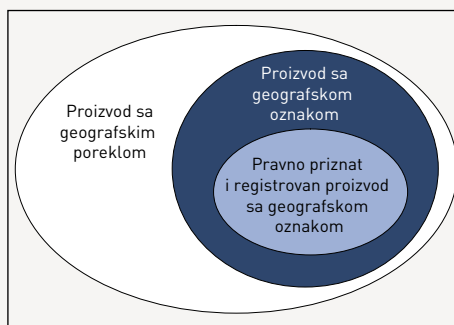 Proizvod sa
geografskim
poreklom
Proizvod sa
geografskom
oznakom
Pravno priznat
i registrovan proizvod
sa geografskom
oznakom